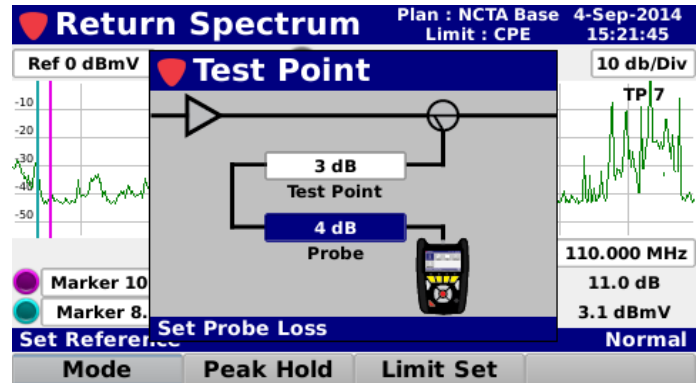 Return Spectrum
Plan : NCTA Base 4-Sep-2014
Limit : CPE 15:21:45
Ref 0 dBmV
10 db/Div
Test Point
TP 7
-10
-20
-30
-40
-50
3 dB
Test Point
4 dB
Probe
110.000 MHz
Marker 10
11.0 dB
Marker 8.
3.1 dBmV
Set Probe Loss
Set Reference
Normal
Mode
Peak Hold
Limit Set